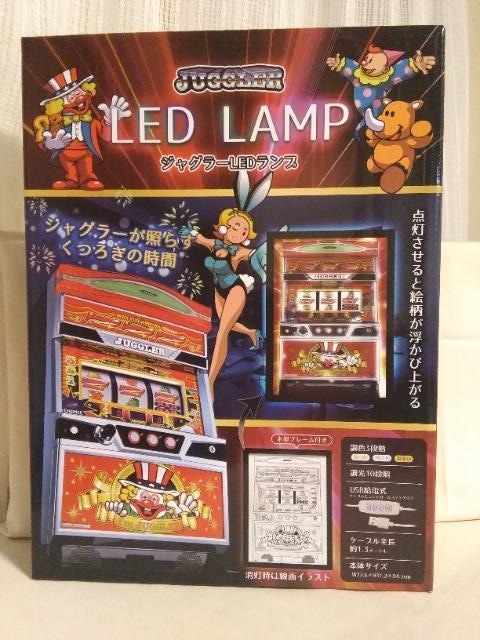 JUGGLER
LED LAMP
ジャグラーLEDランプ
ジャグラーが照らす
くつろぎの時間
点灯させると絵柄が浮かび上がる
JUGGLER
JUGGLER
木製フレーム付き
消灯時は線画イラスト
調色3段階
調光10段階
USB給電式
ケーブル全長
約1.5メートル
本体サイズ